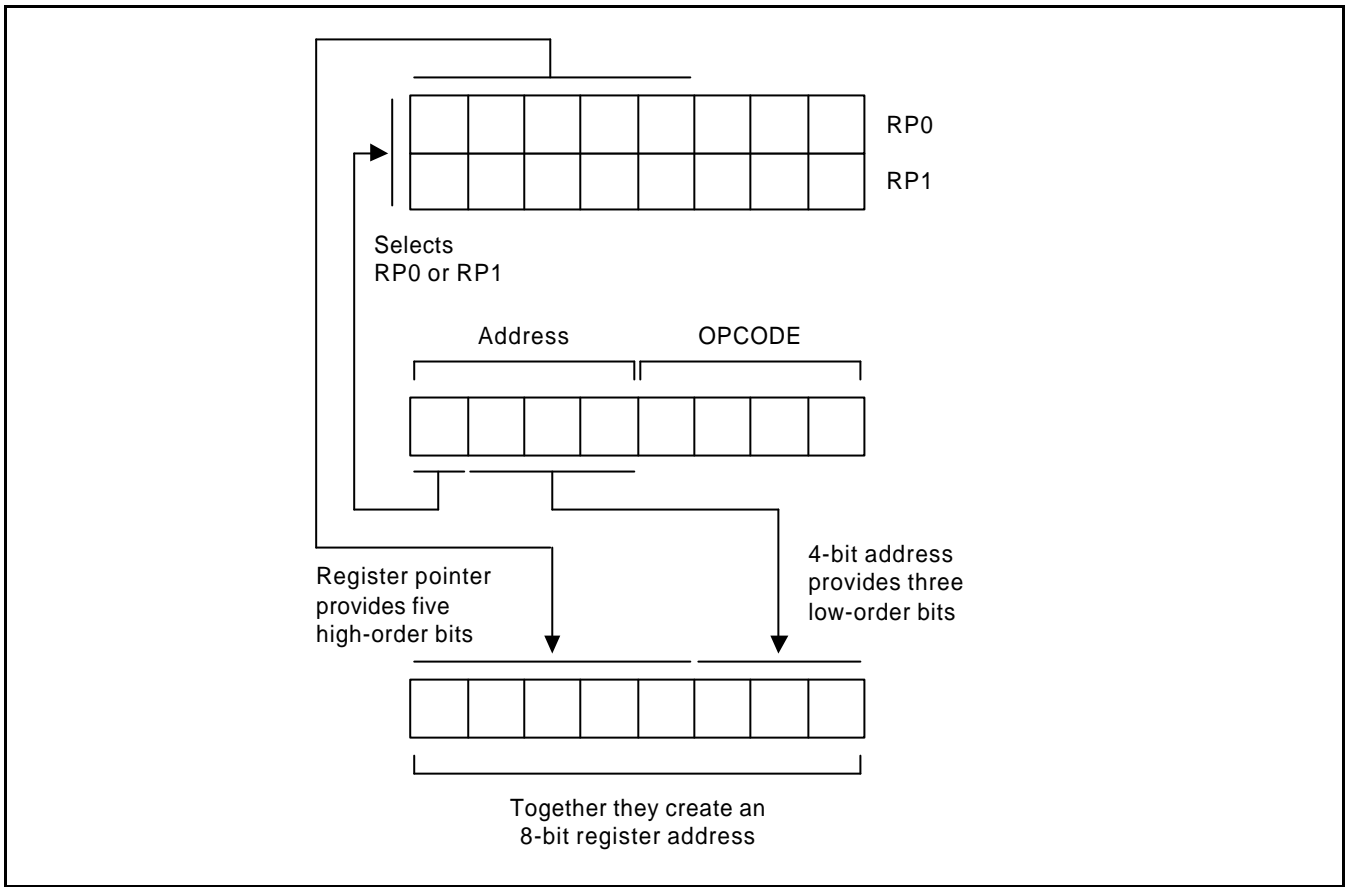 RP0
RP1
Selects
RP0 or RP1
Address
OPCODE
Register pointer
provides five
high-order bits
4-bit address
provides three
low-order bits
Together they create an
8-bit register address